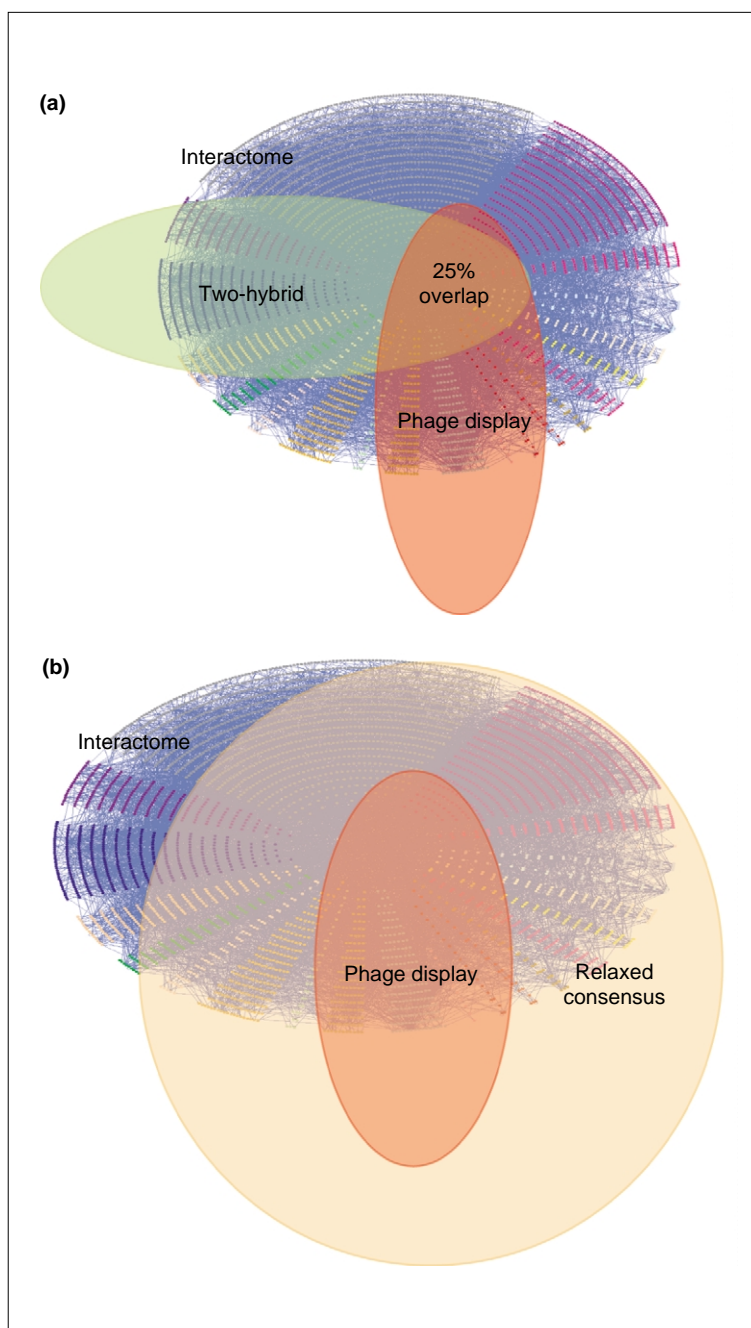 (a)
Interactome
25%
overlap
Two-hybrid
Phage display
(b)
Interactome
Phage display
Relaxed
consensus